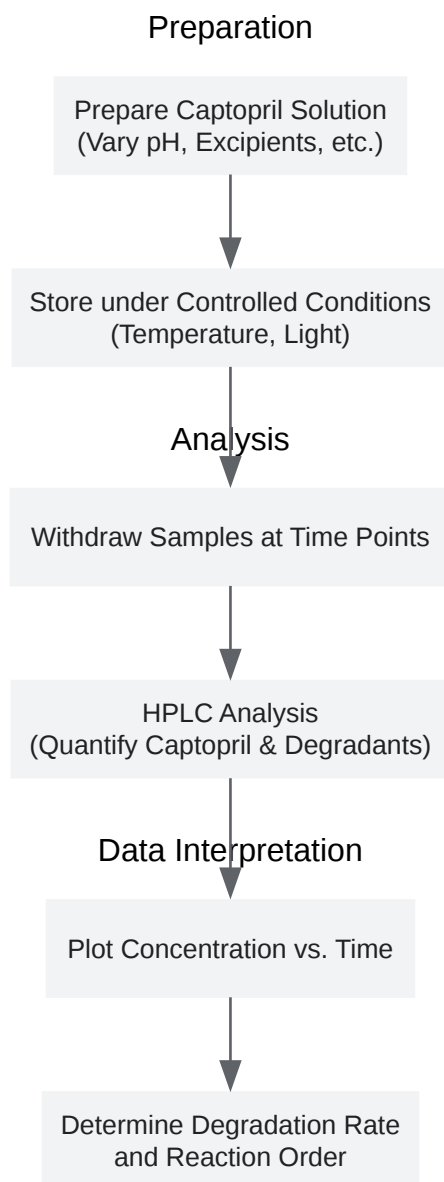 Preparation
Prepare Captopril Solution
(Vary pH, Excipients, etc.)
Store under Controlled Conditions
(Temperature, Light)
Analysis
Withdraw Samples at Time Points
HPLC Analysis
(Quantify Captopril & Degradants)
Data Interpretation
Plot Concentration vs. Time
Determine Degradation Rate
and Reaction Order